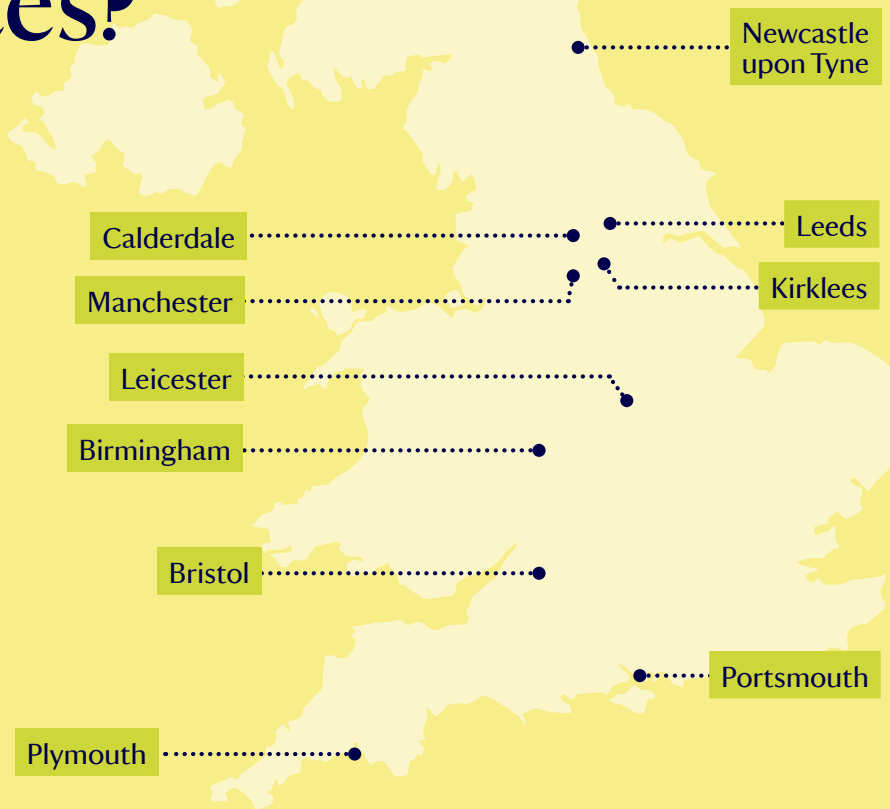 Newcastle
upon Tyne
Calderdale
Leeds
Manchester
Kirklees
Leicester
Birmingham
Bristol
Portsmouth
Plymouth